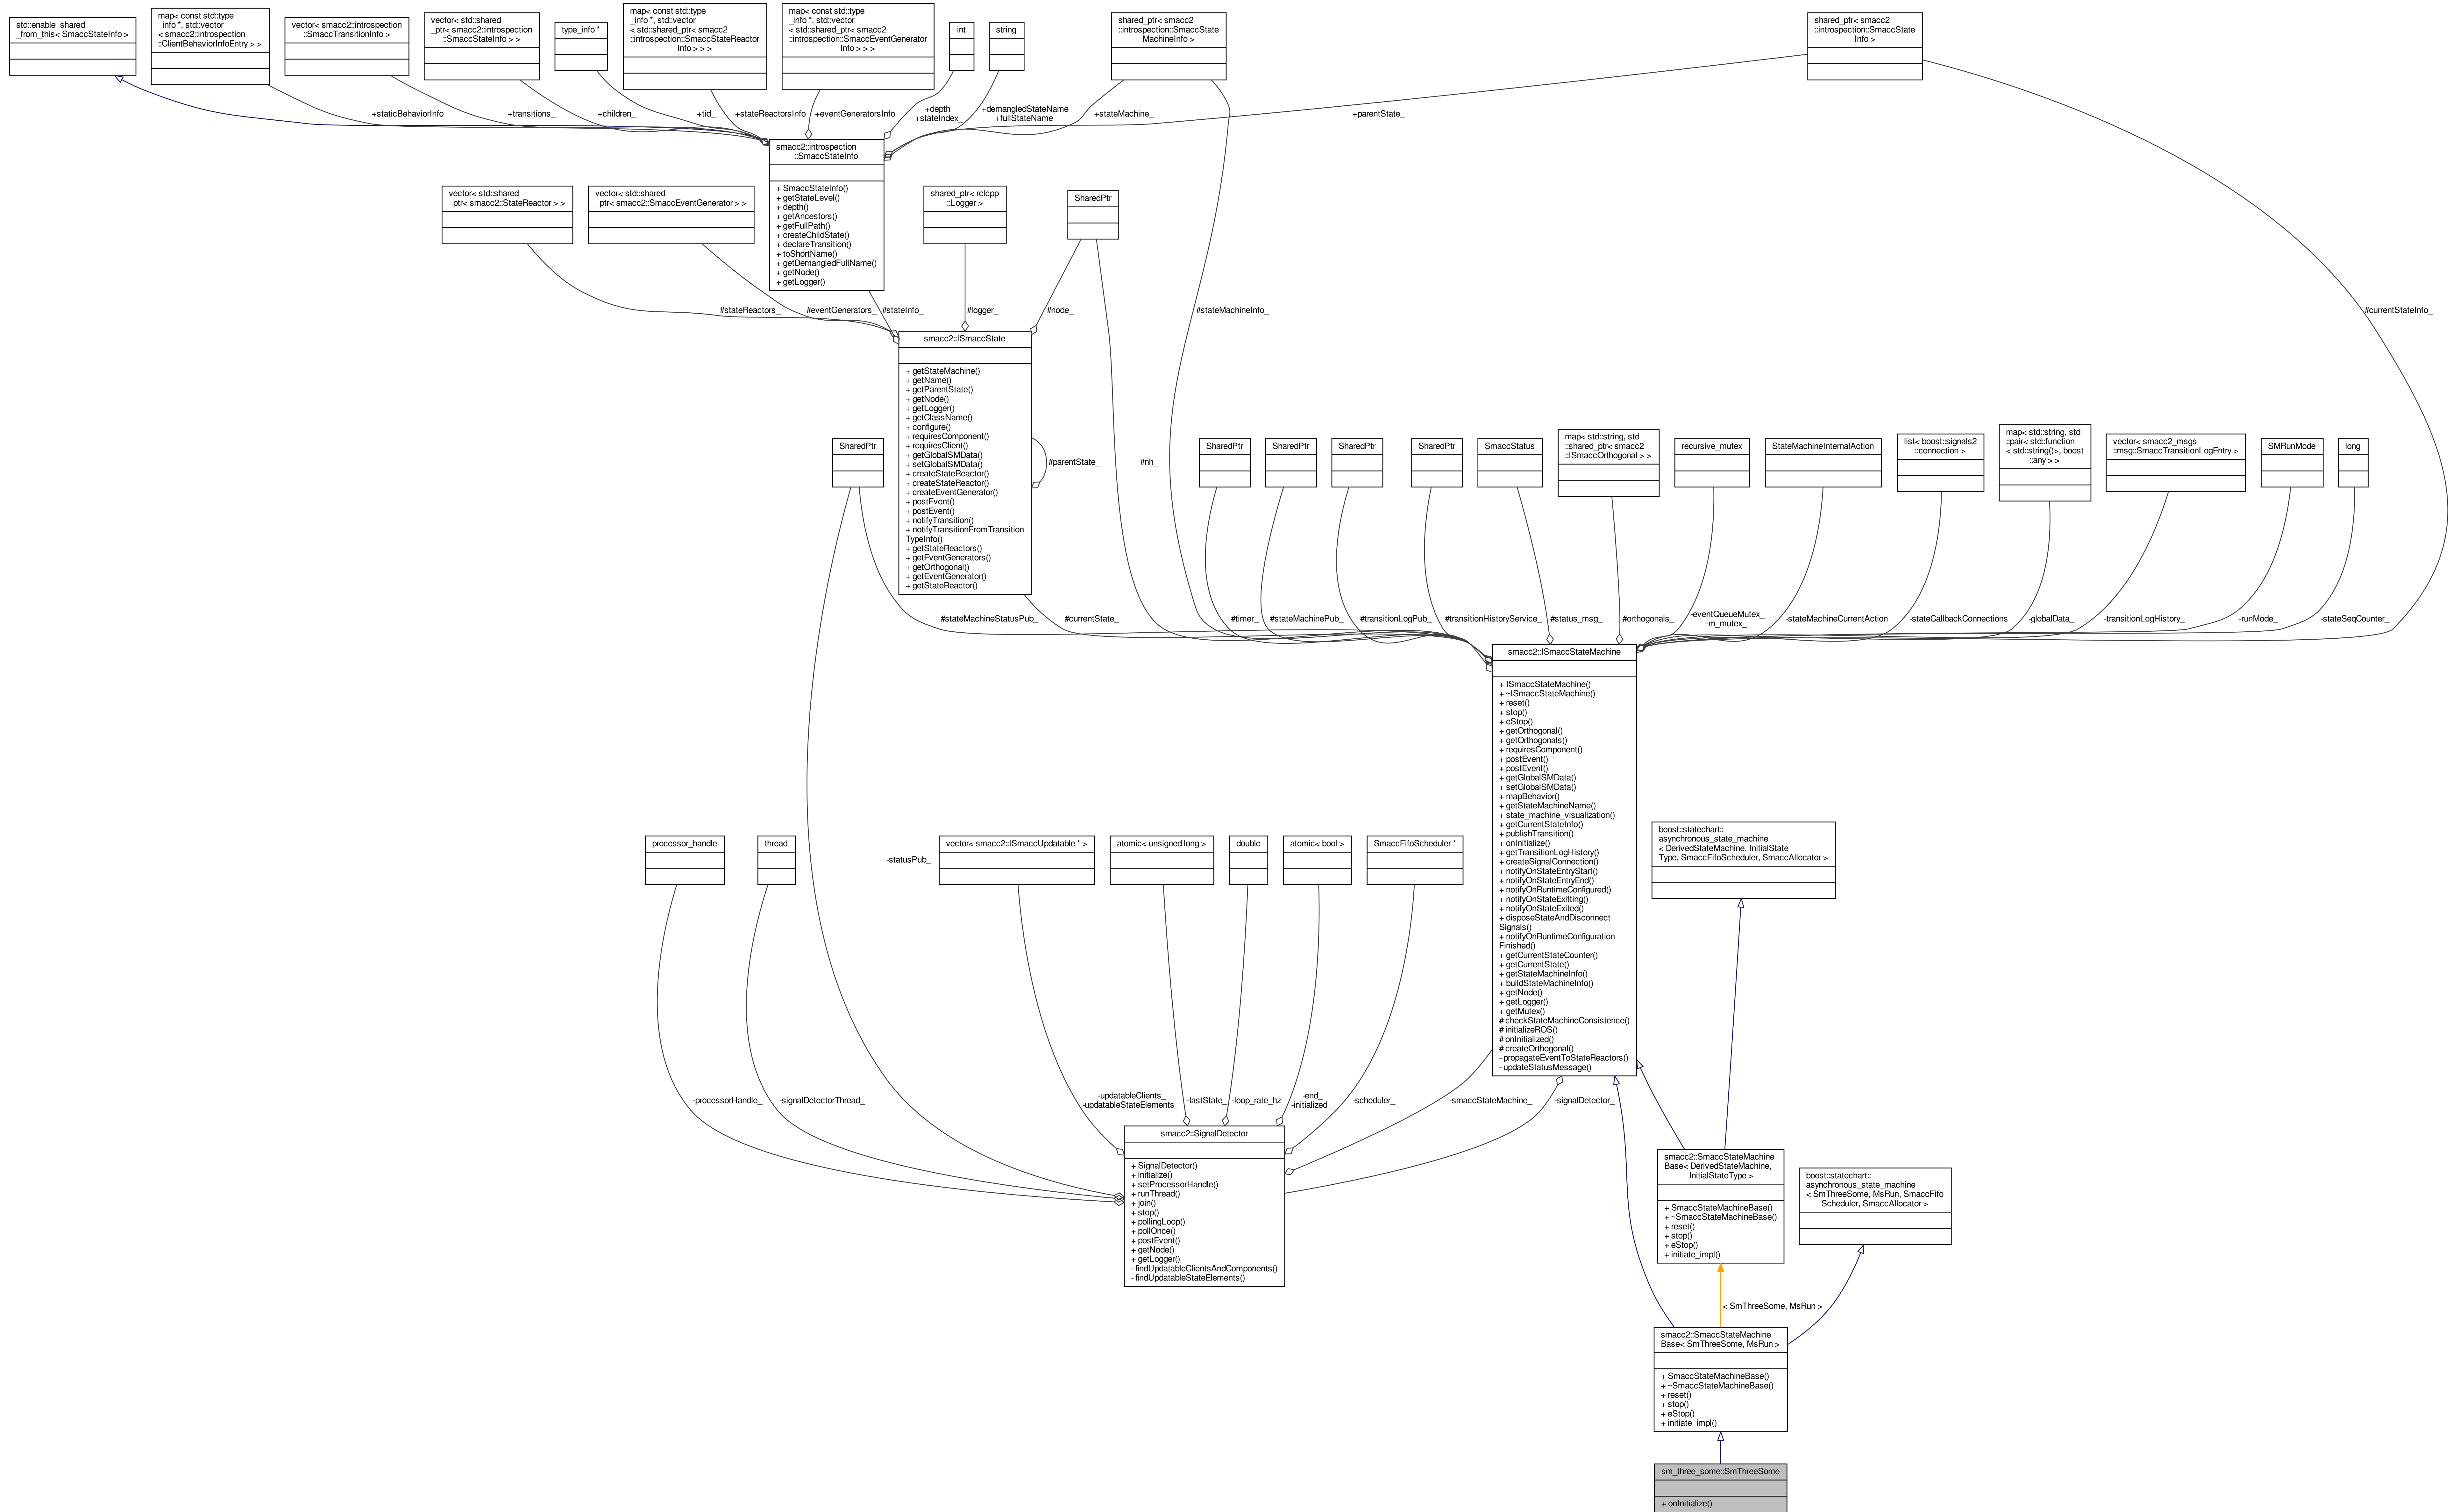 std::enable_shared
_from_this< SmaccStateInfo >
map< const std::type
_info *, std::vector
< smacc2::introspection
::ClientBehaviorInfoEntry > >
vector< smacc2::introspection
::SmaccTransitionInfo >
vector< std::shared
_ptr< smacc2::introspection
::SmaccStateInfo > >
type_info *
map< const std::type
_info *, std::vector
< std::shared_ptr< smacc2
::introspection::SmaccStateReactor
Info > > >
map< const std::type
_info *, std::vector
< std::shared_ptr< smacc2
::introspection::SmaccEventGenerator
Info > > >
int
string
shared_ptr< smacc2
::introspection::SmaccState
MachineInfo >
shared_ptr< smacc2
::introspection::SmaccState
Info >
+staticBehaviorInfo
+transitions_
+children_
+tid_
+stateReactorsInfo
+eventGeneratorsInfo
+depth_
+stateIndex_
+demangledStateName
+fullStateName
+stateMachine_
+parentState_
smacc2::introspection
::SmaccStateInfo
+ SmaccStateInfo()
+ getStateLevel()
+ depth()
+ getAncestors()
+ getFullPath()
+ createChildState()
+ declareTransition()
+ toShortName()
+ getDemangledFullName()
+ getNode()
+ getLogger()
vector< std::shared
_ptr< smacc2::StateReactor > >
vector< std::shared
_ptr< smacc2::SmaccEventGenerator > >
shared_ptr< rclcpp
::Logger >
SharedPtr
#stateReactors_
#eventGenerators_
#stateInfo_
#logger_
#node_
#stateMachineInfo_
#currentStateInfo_
smacc2::ISmaccState
+ getStateMachine()
+ getName()
+ getParentState()
+ getNode()
+ getLogger()
+ getClassName()
+ configure()
+ requiresComponent()
+ requiresClient()
+ getGlobalSMData()
+ setGlobalSMData()
+ createStateReactor()
+ createStateReactor()
+ createEventGenerator()
+ postEvent()
+ postEvent()
+ notifyTransition()
+ notifyTransitionFromTransition
TypeInfo()
+ getStateReactors()
+ getEventGenerators()
+ getOrthogonal()
+ getEventGenerator()
+ getStateReactor()
#parentState_
#nh_
SharedPtr
SharedPtr
SharedPtr
SharedPtr
SharedPtr
SmaccStatus
map< std::string, std
::shared_ptr< smacc2
::ISmaccOrthogonal > >
recursive_mutex
StateMachineInternalAction
list< boost::signals2
::connection >
map< std::string, std
::pair< std::function
< std::string()>, boost
::any > >
vector< smacc2_msgs
::msg::SmaccTransitionLogEntry >
SMRunMode
long
#stateMachineStatusPub_
#currentState_
#timer_
#stateMachinePub_
#transitionLogPub_
#transitionHistoryService_
#status_msg_
#orthogonals_
-eventQueueMutex_
-m_mutex_
-stateMachineCurrentAction
-stateCallbackConnections
-globalData_
-transitionLogHistory_
-runMode_
-stateSeqCounter_
smacc2::ISmaccStateMachine
+ ISmaccStateMachine()
+ ~ISmaccStateMachine()
+ reset()
+ stop()
+ eStop()
+ getOrthogonal()
+ getOrthogonals()
+ requiresComponent()
+ postEvent()
+ postEvent()
+ getGlobalSMData()
+ setGlobalSMData()
+ mapBehavior()
+ getStateMachineName()
+ state_machine_visualization()
+ getCurrentStateInfo()
+ publishTransition()
+ onInitialize()
+ getTransitionLogHistory()
+ createSignalConnection()
+ notifyOnStateEntryStart()
+ notifyOnStateEntryEnd()
+ notifyOnRuntimeConfigured()
+ notifyOnStateExitting()
+ notifyOnStateExited()
+ disposeStateAndDisconnect
Signals()
+ notifyOnRuntimeConfiguration
Finished()
+ getCurrentStateCounter()
+ getCurrentState()
+ getStateMachineInfo()
+ buildStateMachineInfo()
+ getNode()
+ getLogger()
+ getMutex()
# checkStateMachineConsistence()
# initializeROS()
# onInitialized()
# createOrthogonal()
- propagateEventToStateReactors()
- updateStatusMessage()
processor_handle
thread
-statusPub_
vector< smacc2::ISmaccUpdatable * >
atomic< unsigned long >
double
atomic< bool >
SmaccFifoScheduler *
boost::statechart::
asynchronous_state_machine
< DerivedStateMachine, InitialState
Type, SmaccFifoScheduler, SmaccAllocator >
-processorHandle_
-signalDetectorThread_
-updatableClients_
-updatableStateElements_
-lastState_
-loop_rate_hz
-end_
-initialized_
-scheduler_
-smaccStateMachine_
-signalDetector_
smacc2::SignalDetector
+ SignalDetector()
+ initialize()
+ setProcessorHandle()
+ runThread()
+ join()
+ stop()
+ pollingLoop()
+ pollOnce()
+ postEvent()
+ getNode()
+ getLogger()
- findUpdatableClientsAndComponents()
- findUpdatableStateElements()
smacc2::SmaccStateMachine
Base< DerivedStateMachine,
InitialStateType >
+ SmaccStateMachineBase()
+ ~SmaccStateMachineBase()
+ reset()
+ stop()
+ eStop()
+ initiate_impl()
boost::statechart::
asynchronous_state_machine
< SmThreeSome, MsRun, SmaccFifo
Scheduler, SmaccAllocator >
< SmThreeSome, MsRun >
smacc2::SmaccStateMachine
Base< SmThreeSome, MsRun >
+ SmaccStateMachineBase()
+ ~SmaccStateMachineBase()
+ reset()
+ stop()
+ eStop()
+ initiate_impl()
sm_three_some::SmThreeSome
+ onInitialize()